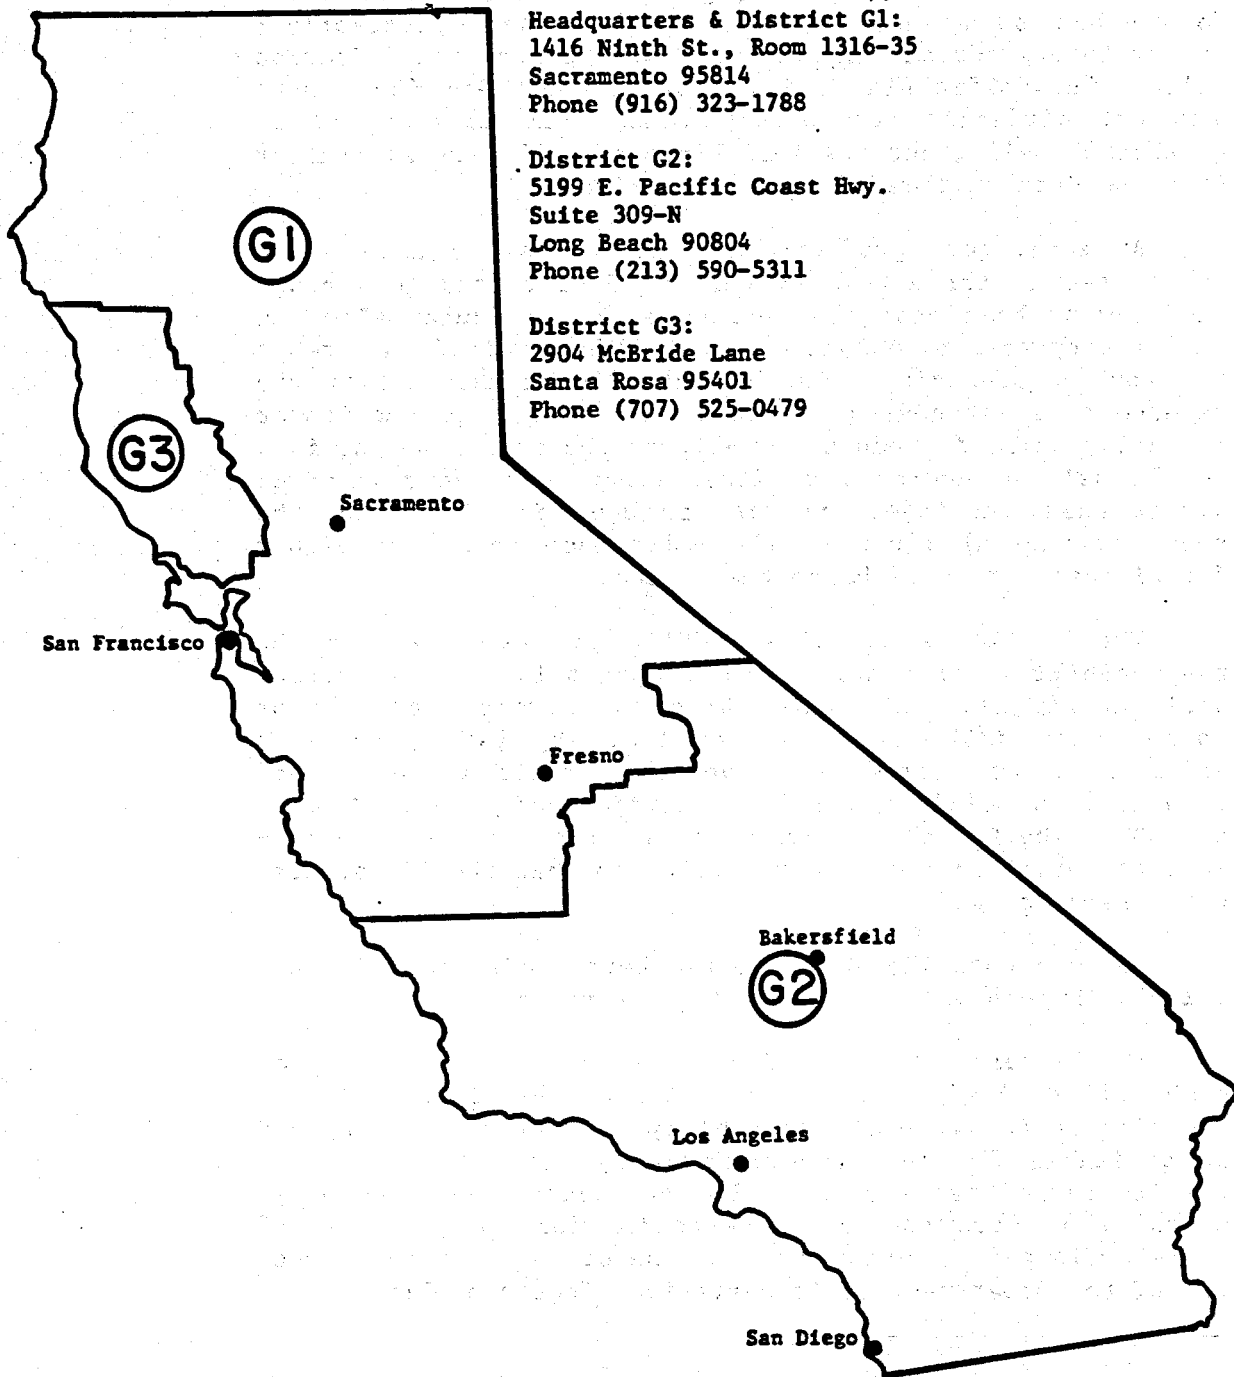 Headquarters & District G1:
1416 Ninth St., Room 1316-35
Sacramento 95814
Phone (916) 323-1788
District G2:
5199 E. Pacific Coast Hwy.
Suite 309-N
Long Beach 90804
Phone (213) 590-5311
District G3:
2904 McBride Lane
Santa Rosa 95401
Phone (707) 525-0479
G1
G3
Sacramento
San Francisco
Fresno
Bakersfield
G2
Los Angeles
San Diego